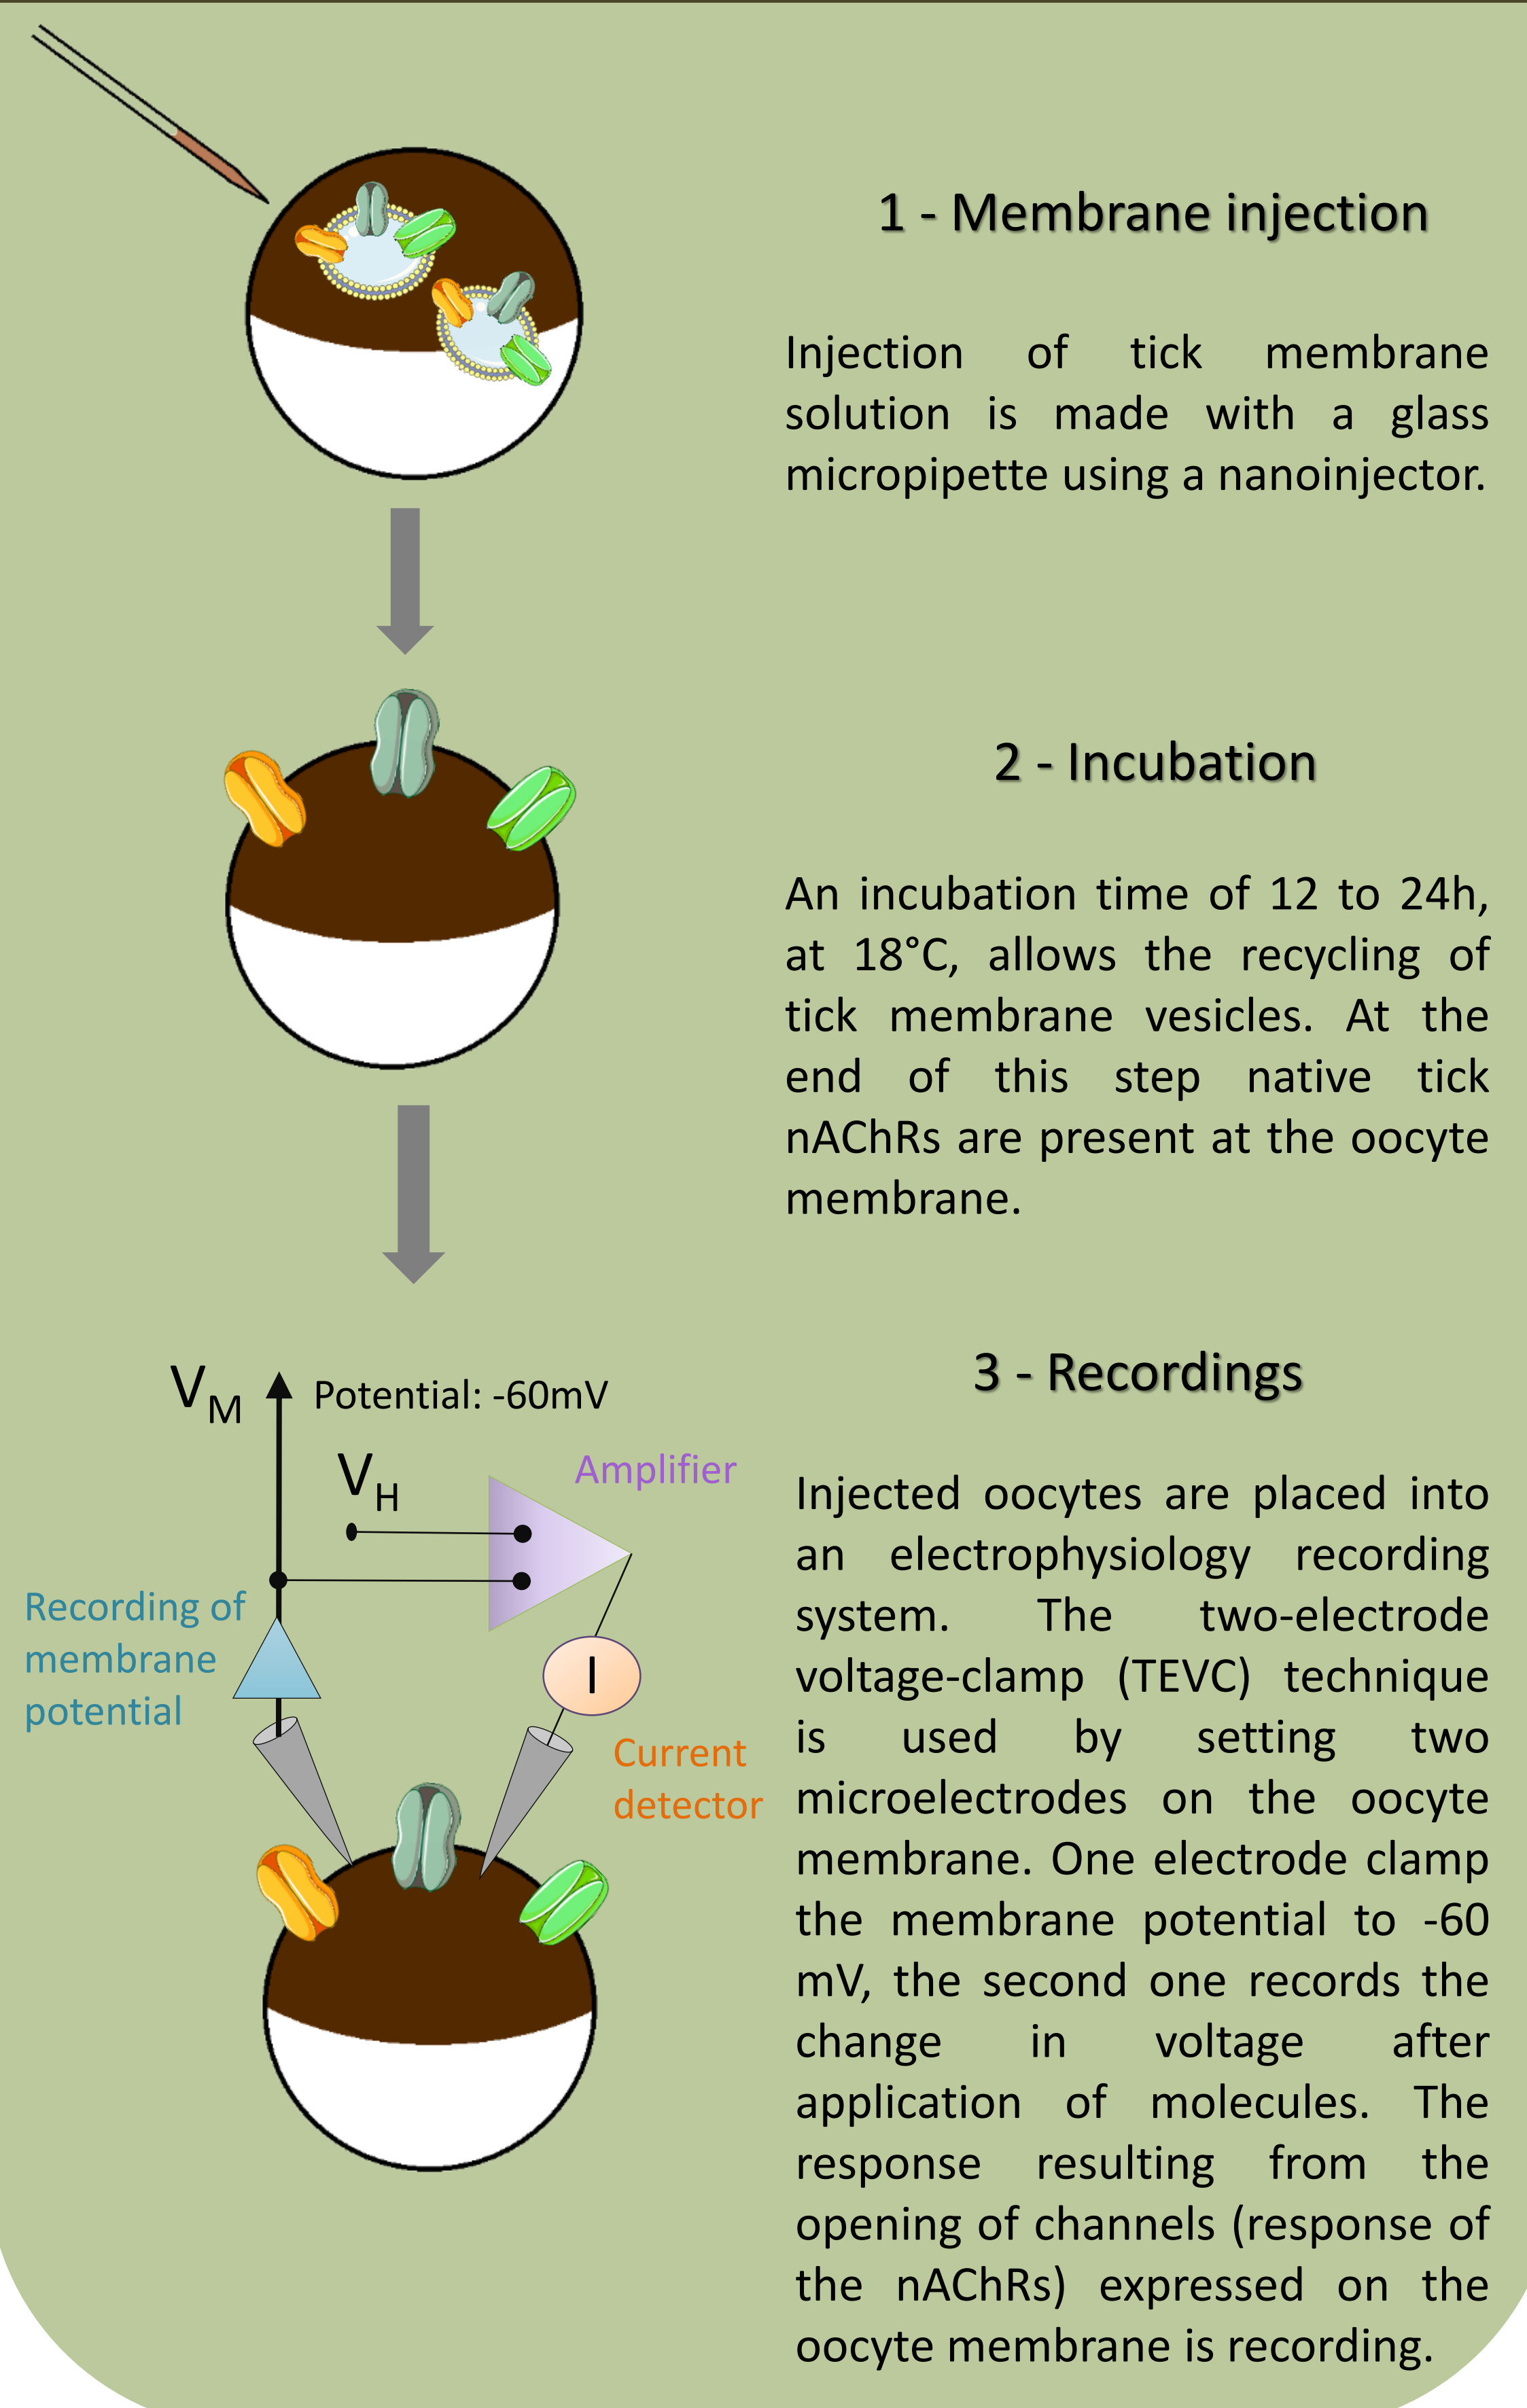 1 - Membrane injection
Injection of tick membrane
solution is made with a glass
micropipette using a nanoinjector.
2 - Incubation
An incubation time of 12 to 24h,
at 18°C, allows the recycling of
tick membrane vesicles. At the
end of this step native tick
nAChRs are present at the oocyte
membrane.
V_M
Potential: -60mV
V_H
Amplifier
Recording of
membrane
potential
I
Current
detector
3 - Recordings
Injected oocytes are placed into
an electrophysiology recording
system. The two-electrode
voltage-clamp (TEVC) technique
is used by setting two
microelectrodes on the oocyte
membrane. One electrode clamp
the membrane potential to -60
mV, the second one records the
change in voltage after
application of molecules. The
response resulting from the
opening of channels (response of
the nAChRs) expressed on the
oocyte membrane is recording.